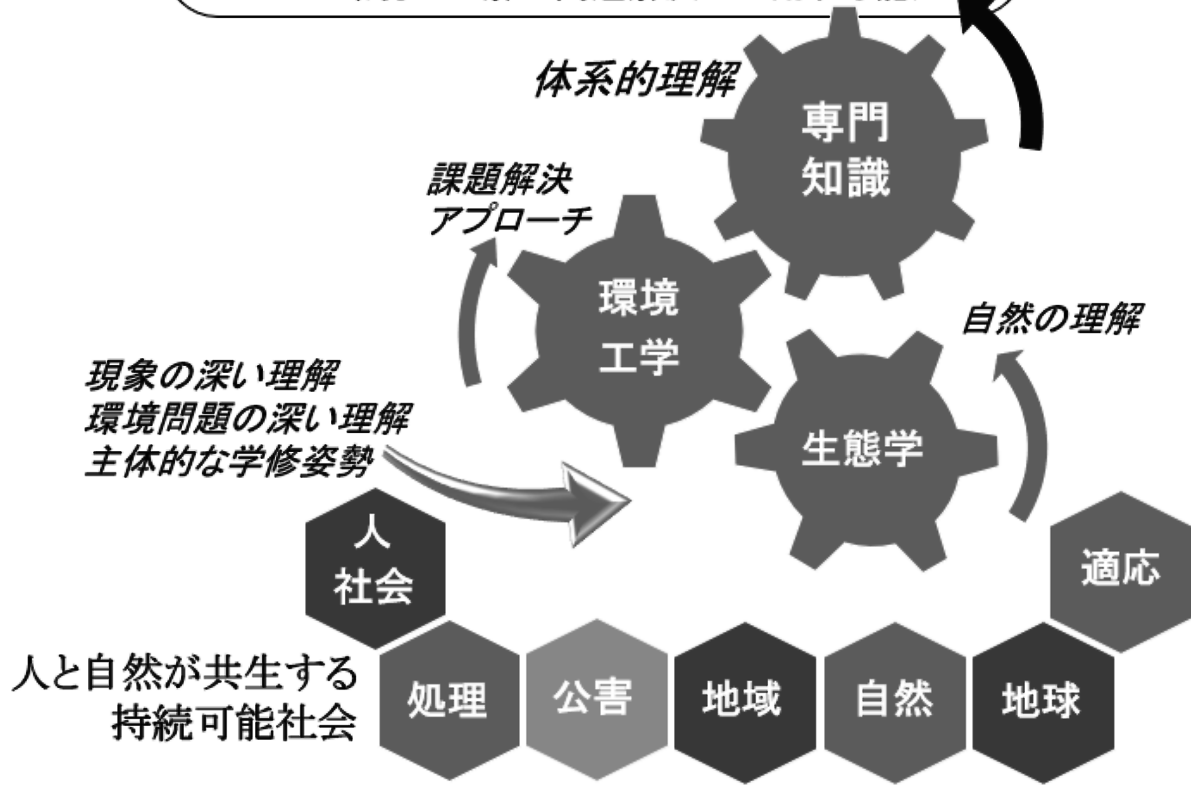 体系的理解
専門
知識
課題解決
アプローチ
環境
工学
自然の理解
現象の深い理解
環境問題の深い理解
主体的な学修姿勢
生態学
人
社会
適応
人と自然が共生する
持続可能社会
処理
公害
地域
自然
地球